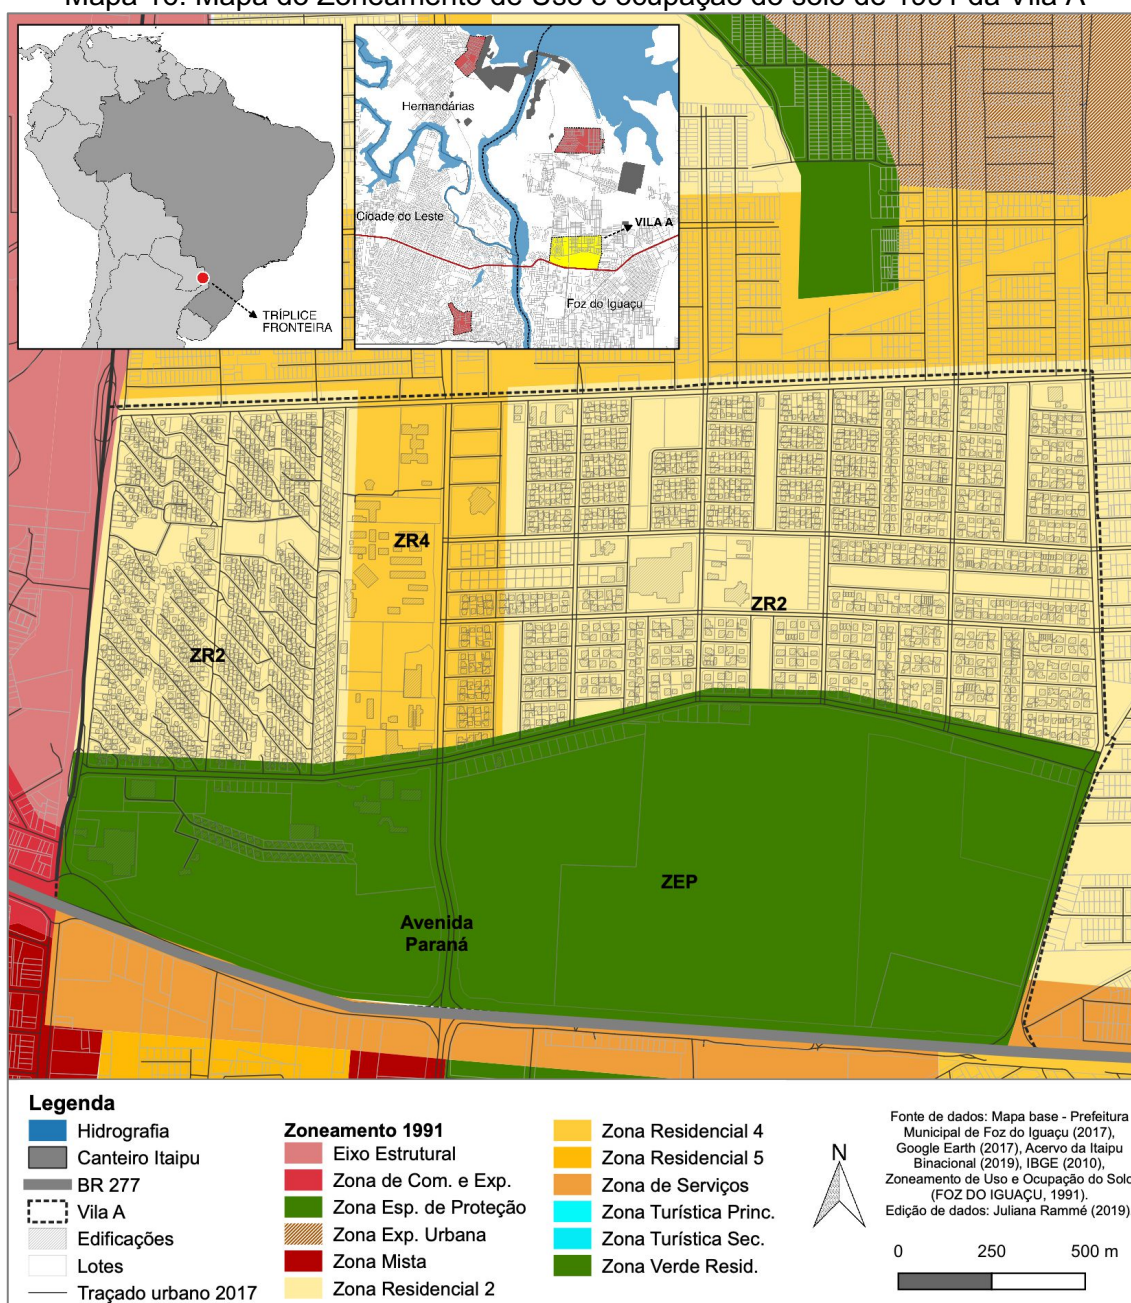 Mapa 10: Mapa do Zoneamento de Uso e ocupação do solo de 1991 da Vila A
TRÍPLICE
FRONTEIRA
Hernandárias
Cidade do Leste
VILA A
Foz do Iguaçu
ZR4
ZR2
ZR2
ZEP
Avenida
Paraná
Legenda
Hidrografia
Canteiro Itaipu
BR 277
Vila A
Edificações
Lotes
Traçado urbano 2017
Zoneamento 1991
Eixo Estrutural
Zona de Com. e Exp.
Zona Esp. de Proteção
Zona Exp. Urbana
Zona Mista
Zona Residencial 2
Zona Residencial 4
Zona Residencial 5
Zona de Serviços
Zona Turística Princ.
Zona Turística Sec.
Zona Verde Resid.
N
Fonte de dados: Mapa base - Prefeitura
Municipal de Foz do Iguaçu (2017),
Google Earth (2017), Acervo da Itaipu
Binacional (2019), IBGE (2010),
Zoneamento de Uso e Ocupação do Solo
(FOZ DO IGUAÇU, 1991).
Edição de dados: Juliana Rammé (2019)
0 250 500 m